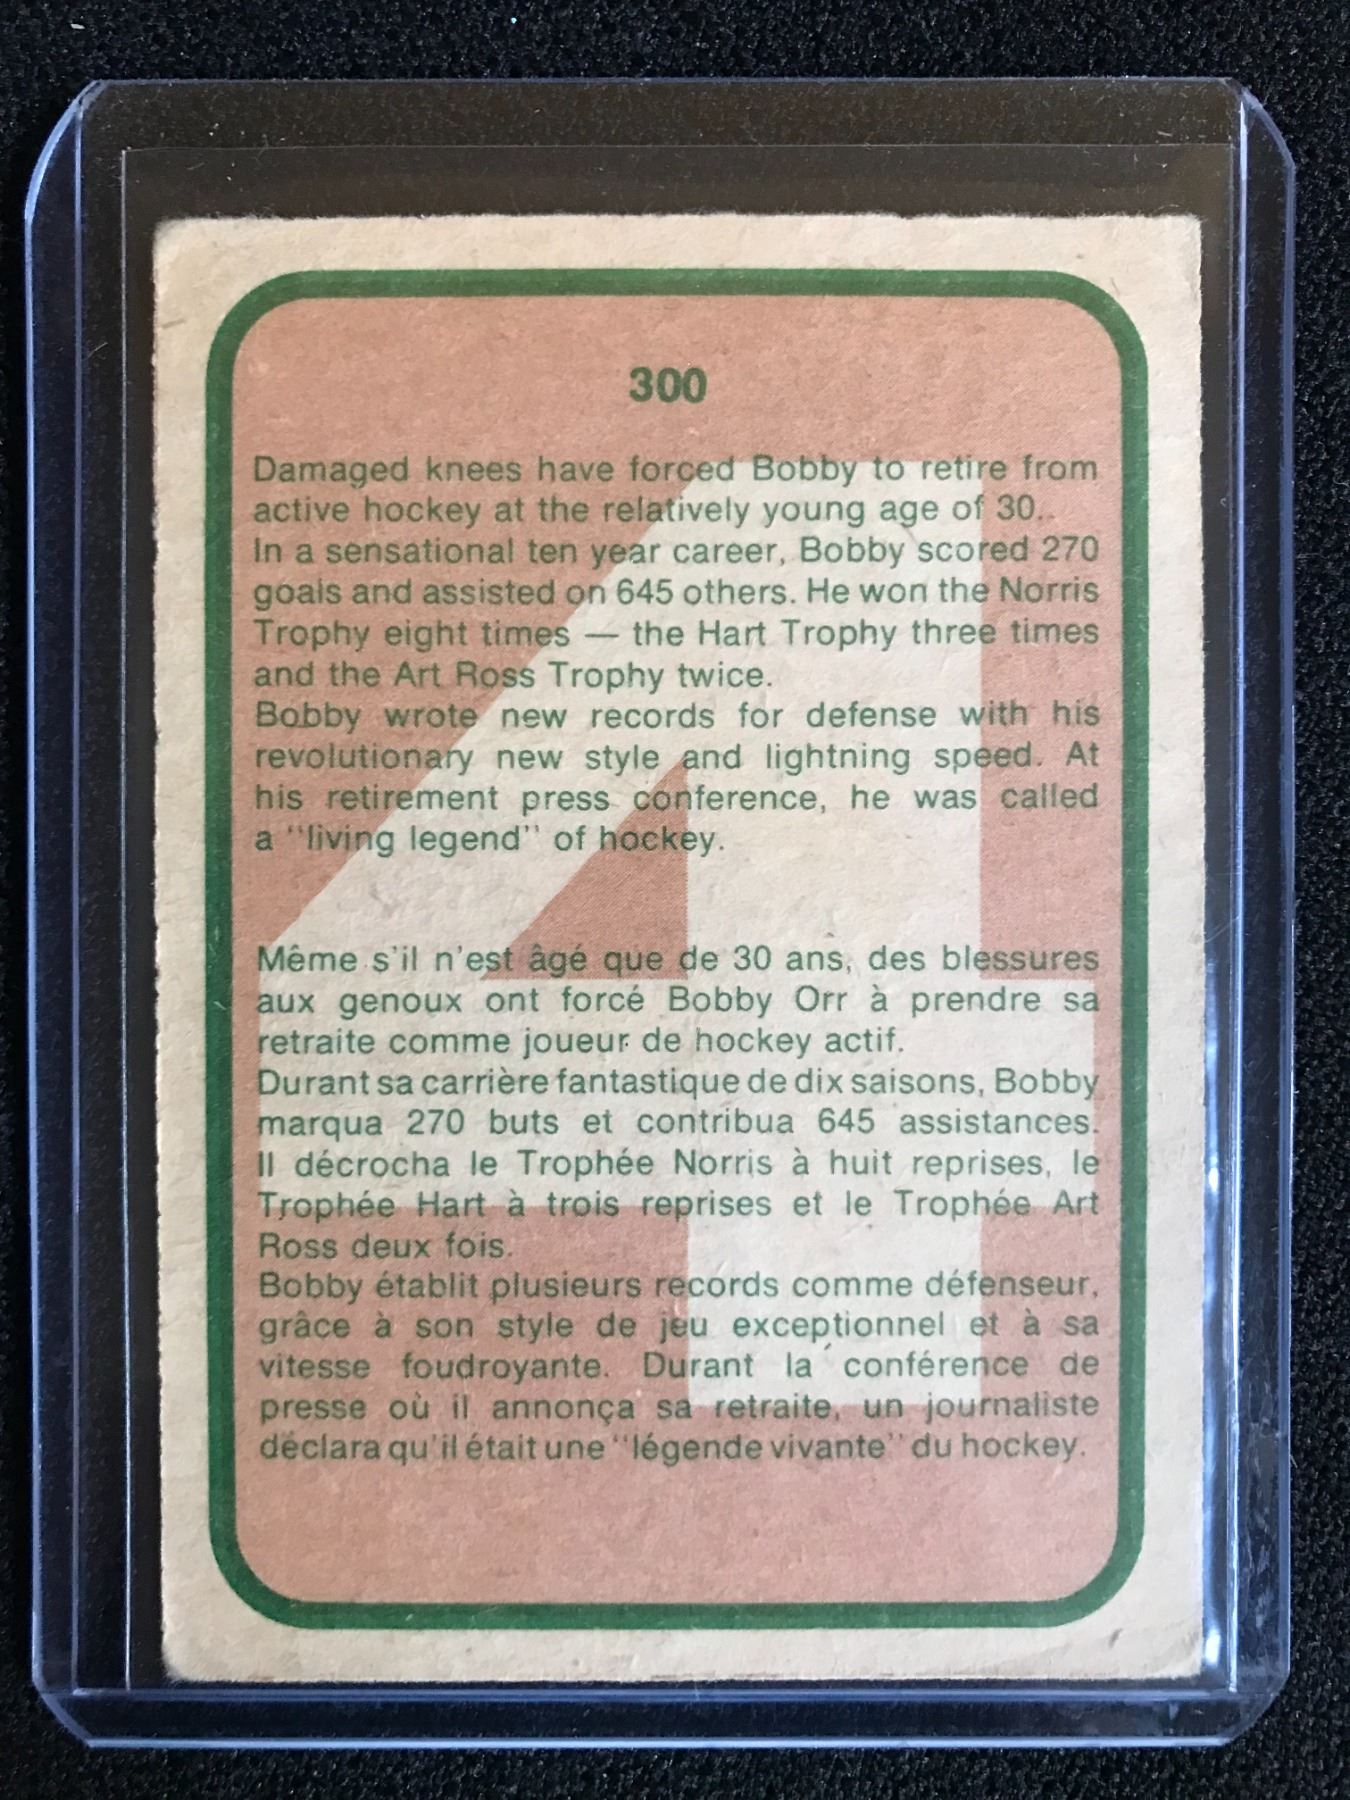 300
Damaged knees have forced Bobby to retire from
active hockey at the relatively young age of 30..
In a sensational ten year career, Bobby scored 270
goals and assisted on 645 others. He won the Norris
Trophy eight times — the Hart Trophy three times
and the Art Ross Trophy twice.
Bobby wrote new records for defense with his
revolutionary new style and lightning speed. At
his retirement press conference, he was called
a "living legend" of hockey.
Même s'il n'est âgé que de 30 ans, des blessures
aux genoux ont forcé Bobby Orr à prendre sa
retraite comme joueur de hockey actif.
Durant sa carrière fantastique de dix saisons, Bobby
marqua 270 buts et contribua 645 assistances.
Il décrocha le Trophée Norris à huit reprises, le
Trophée Hart à trois reprises et le Trophée Art
Ross deux fois.
Bobby établit plusieurs records comme défenseur,
grâce à son style de jeu exceptionnel et à sa
vitesse foudroyante. Durant la conférence de
presse où il annonça sa retraite, un journaliste
déclara qu'il était une "légende vivante" du hockey.
4